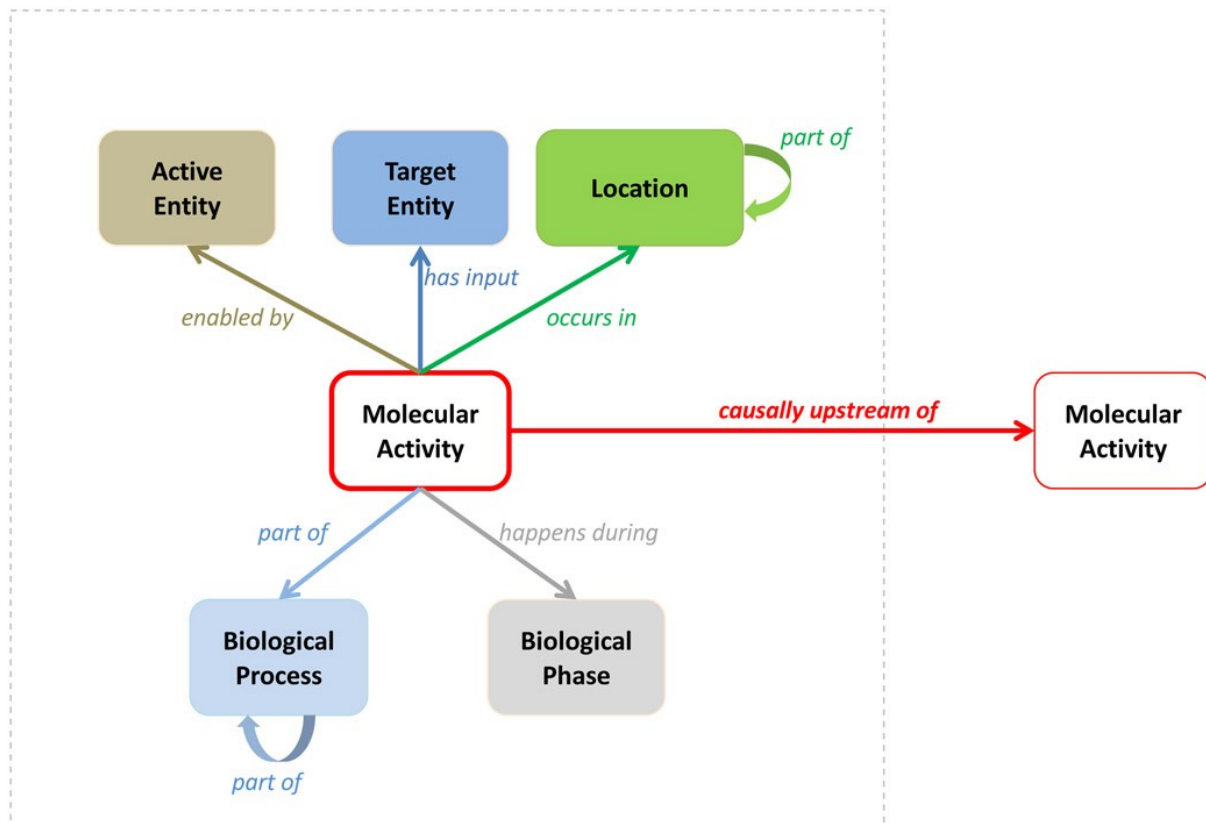 part of
Active
Entity
Target
Entity
Location
has input
enabled by
occurs in
Molecular
Activity
causally upstream of
Molecular
Activity
part of
happens during
Biological
Process
Biological
Phase
part of